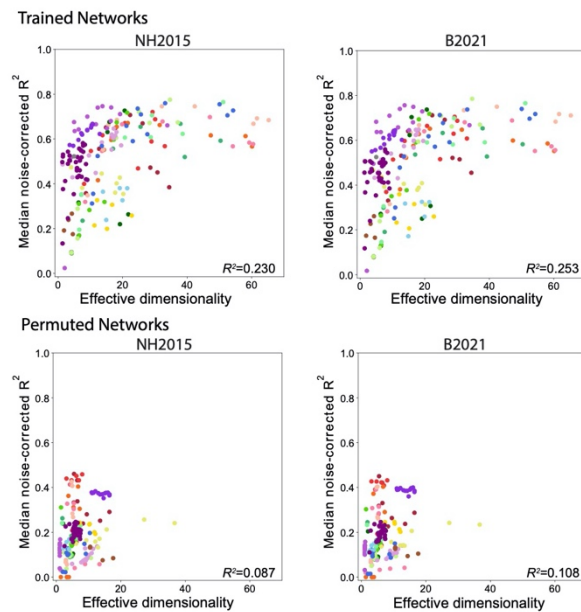 Trained Networks
NH2015
B2021
Median noise-corrected R²
1.0
0.8
0.6
0.4
0.2
0.0
0
20
40
60
R²=0.230
Effective dimensionality
Median noise-corrected R²
1.0
0.8
0.6
0.4
0.2
0.0
0
20
40
60
R²=0.253
Effective dimensionality
Permuted Networks
NH2015
B2021
Median noise-corrected R²
1.0
0.8
0.6
0.4
0.2
0.0
0
20
40
60
R²=0.087
Effective dimensionality
Median noise-corrected R²
1.0
0.8
0.6
0.4
0.2
0.0
0
20
40
60
R²=0.108
Effective dimensionality